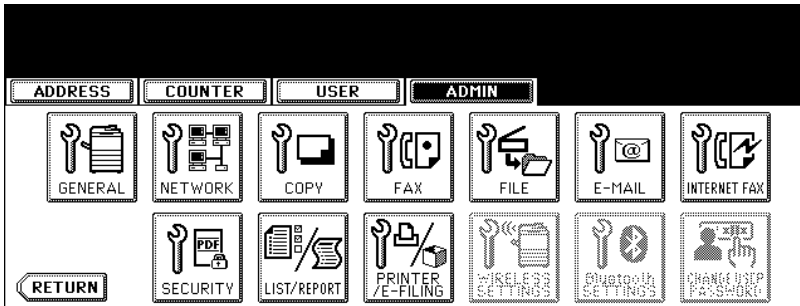 ADDRESS COUNTER USER ADMIN
GENERAL NETWORK COPY FAX FILE E-MAIL INTERNET FAX
PDF
SECURITY LIST/REPORT PRINTER /E-FILING WIRELESS SETTINGS Bluetooth SETTINGS CHANGE USER PASSWORD
RETURN